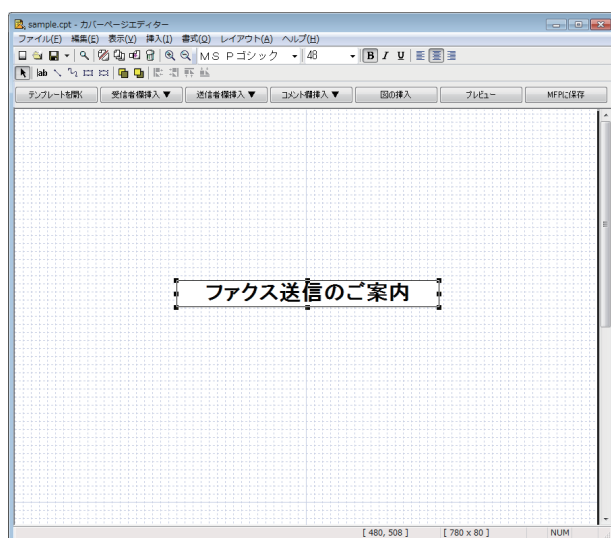 sample.cpt - カバーページエディター
ファイル(F) 編集(E) 表示(V) 挿入(I) 書式(O) レイアウト(A) ヘルプ(H)
MS Pゴシック 48 B I U
ab
テンプレートを開く 受信者欄挿入 ▼ 送信者欄挿入 ▼ コメント欄挿入 ▼ 図の挿入 プレビュー MFPに保存
ファクス送信のご案内
[ 480, 508 ] [ 780 x 80 ] NUM